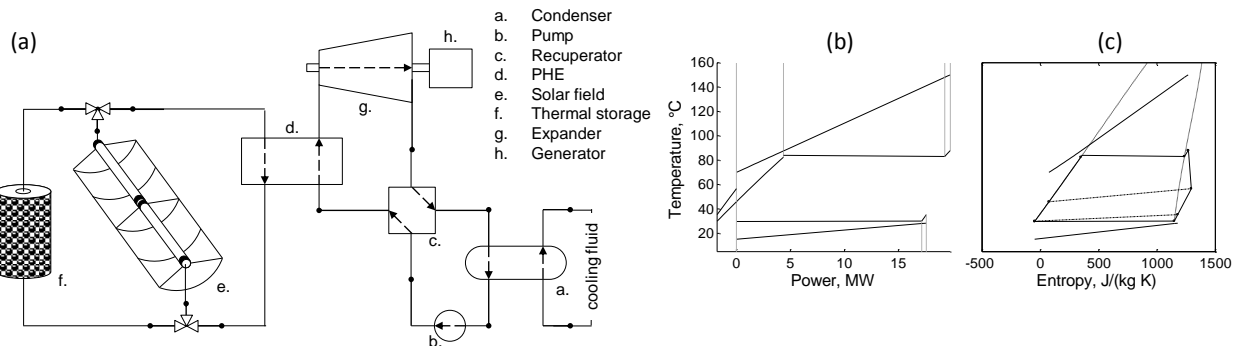 (a)
a. Condenser
b. Pump
c. Recuperator
d. PHE
e. Solar field
f. Thermal storage
g. Expander
h. Generator
h.
g.
d.
c.
a.
b.
e.
f.
cooling fluid
(b)
160
140
120
100
80
60
40
20
Temperature, °C
0 5 10 15
Power, MW
(c)
-500 0 500 1000 1500
Entropy, J/(kg K)